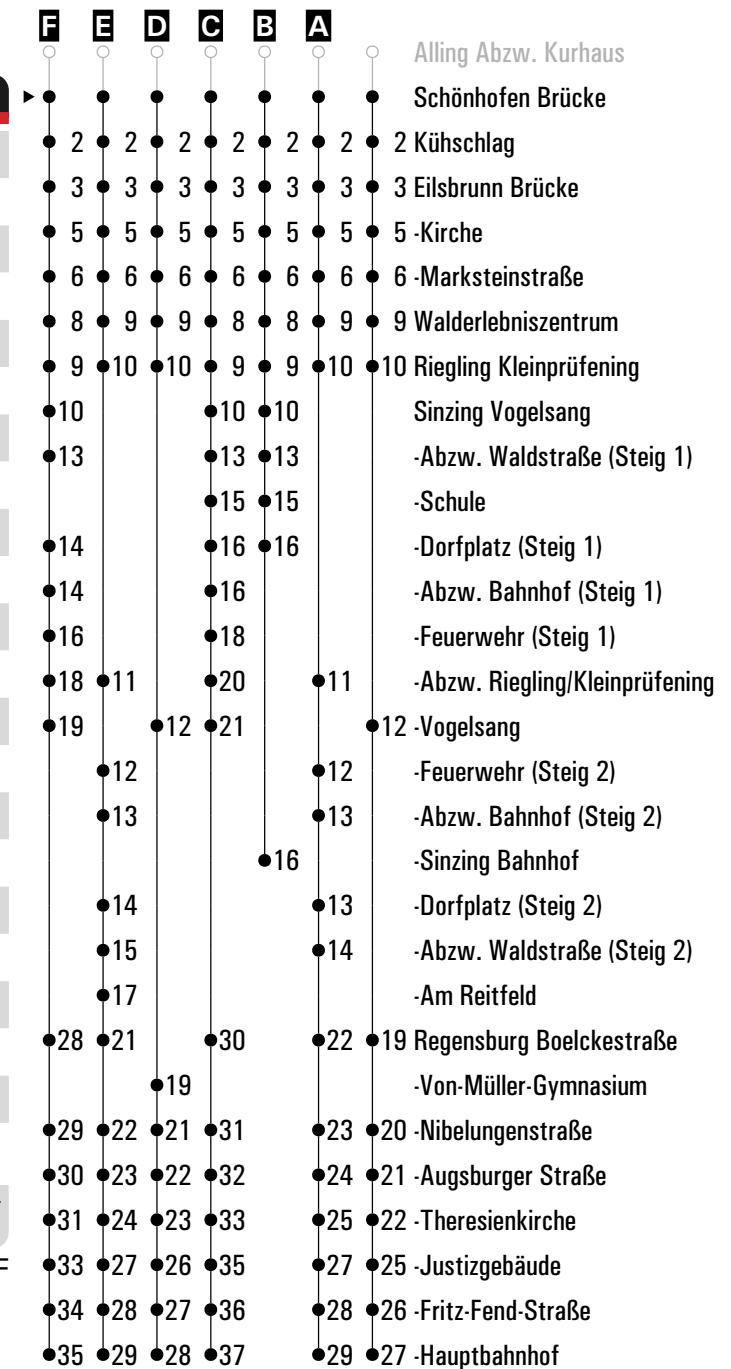 F E D C B A
Alling Abzw. Kurhaus
Schönhofen Brücke
2 2 2 2 2 2 2 Kühschlag
3 3 3 3 3 3 3 Eilsbrunn Brücke
5 5 5 5 5 5 5 -Kirche
6 6 6 6 6 6 6 -Marksteinstraße
8 9 9 8 8 9 9 Walderlebniszentrum
9 10 10 9 9 10 10 Riegling Kleinprüfening
10 10 10 Sinzing Vogelsang
13 13 13 -Abzw. Waldstraße (Steig 1)
15 15 -Schule
14 16 16 -Dorfplatz (Steig 1)
14 16 -Abzw. Bahnhof (Steig 1)
16 18 -Feuerwehr (Steig 1)
18 11 20 11 -Abzw. Riegling/Kleinprüfening
19 12 21 12 -Vogelsang
12 12 -Feuerwehr (Steig 2)
13 13 -Abzw. Bahnhof (Steig 2)
16 -Sinzing Bahnhof
14 13 -Dorfplatz (Steig 2)
15 14 -Abzw. Waldstraße (Steig 2)
17 -Am Reitfeld
28 21 30 22 19 Regensburg Boelckestraße
19 -Von-Müller-Gymnasium
29 22 21 31 23 20 -Nibelungenstraße
30 23 22 32 24 21 -Augsburger Straße
31 24 23 33 25 22 -Theresienkirche
33 27 26 35 27 25 -Justizgebäude
34 28 27 36 28 26 -Fritz-Fend-Straße
35 29 28 37 29 27 -Hauptbahnhof